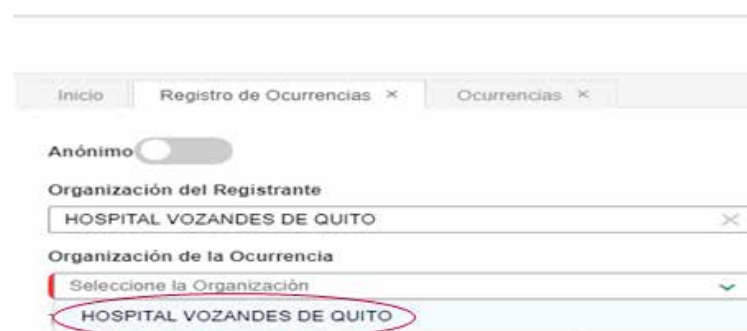 Inicio Registro de Ocurrencias × Ocurrencias ×
Anónimo
Organización del Registrante
HOSPITAL VOZANDES DE QUITO ×
Organización de la Ocurrencia
Seleccione la Organización
HOSPITAL VOZANDES DE QUITO